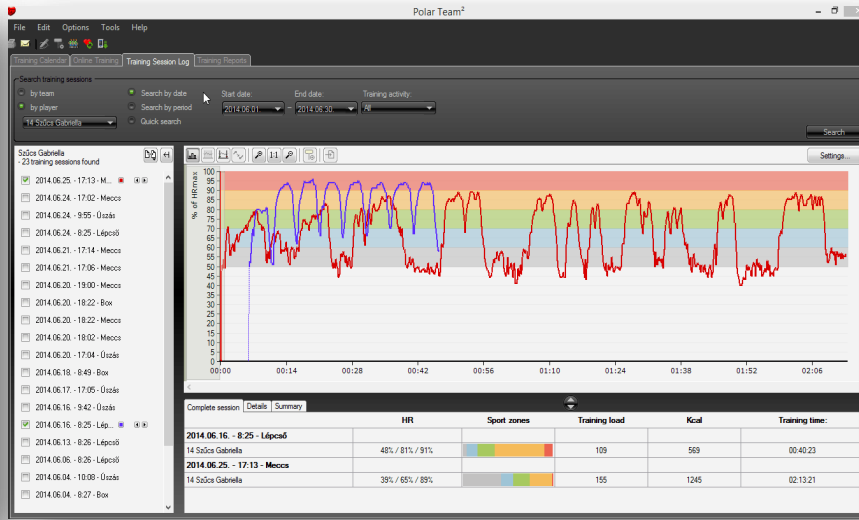 Polar Team²
File Edit Options Tools Help
Training Calendar Online Training Training Session Log Training Reports
Search training sessions
by team Search by date Start date: End date: Training activity:
by player Search by period 2014.06.01. - 2014.06.30. All
14 Szűcs Gabriella Quick search
Search
Szűcs Gabriella
- 23 training sessions found
1:1
Settings...
2014.06.25. - 17:13 - M...
2014.06.24. - 17:02 - Meccs
2014.06.24. - 9:55 - Úszás
2014.06.24. - 8:25 - Lépcső
2014.06.21. - 17:14 - Meccs
2014.06.21. - 17:06 - Meccs
2014.06.20. - 19:00 - Meccs
2014.06.20. - 18:22 - Box
2014.06.20. - 18:22 - Meccs
2014.06.20. - 18:02 - Meccs
2014.06.20. - 17:04 - Úszás
2014.06.18. - 8:49 - Box
2014.06.17. - 17:05 - Úszás
2014.06.16. - 9:42 - Úszás
2014.06.16. - 8:25 - Lép...
2014.06.13. - 8:26 - Lépcső
2014.06.06. - 8:26 - Lépcső
2014.06.04. - 10:08 - Úszás
2014.06.04. - 8:27 - Box
% of HRmax
100
95
90
85
80
75
70
65
60
55
50
45
40
35
30
25
20
15
10
5
0
00:00 00:14 00:28 00:42 00:56 01:10 01:24 01:38 01:52 02:06
Complete session Details Summary
HR Sport zones Training load Kcal Training time:
2014.06.16. - 8:25 - Lépcső
14 Szűcs Gabriella 48% / 81% / 91% 109 569 00:40:23
2014.06.25. - 17:13 - Meccs
14 Szűcs Gabriella 39% / 65% / 89% 155 1245 02:13:21